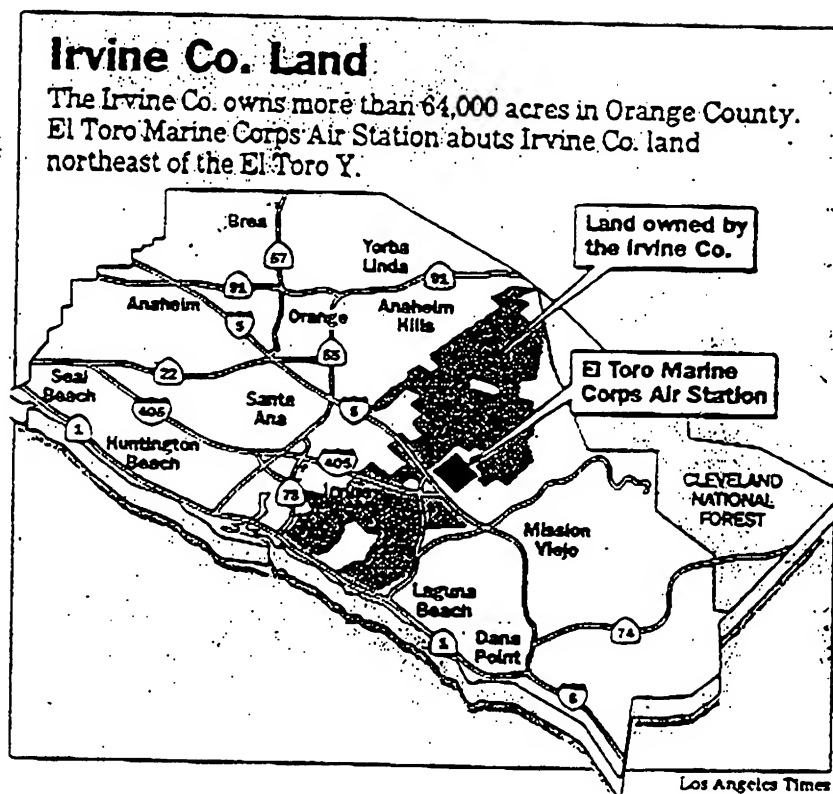 Irvine Co. Land
The Irvine Co. owns more than 64,000 acres in Orange County.
El Toro Marine Corps Air Station abuts Irvine Co. land
northeast of the El Toro Y.
Land owned by
the Irvine Co.
Brea
57
Yorba
Linda
91
91
Anaheim
5
Orange
Anaheim
Hills
55
22
El Toro Marine
Corps Air Station
Seal
Beach
Santa
Ana
5
405
1
Huntington
Beach
405
73
Irvine
CLEVELAND
NATIONAL
FOREST
Mission
Viejo
Laguna
Beach
1
Dana
Point
74
5
Los Angeles Times